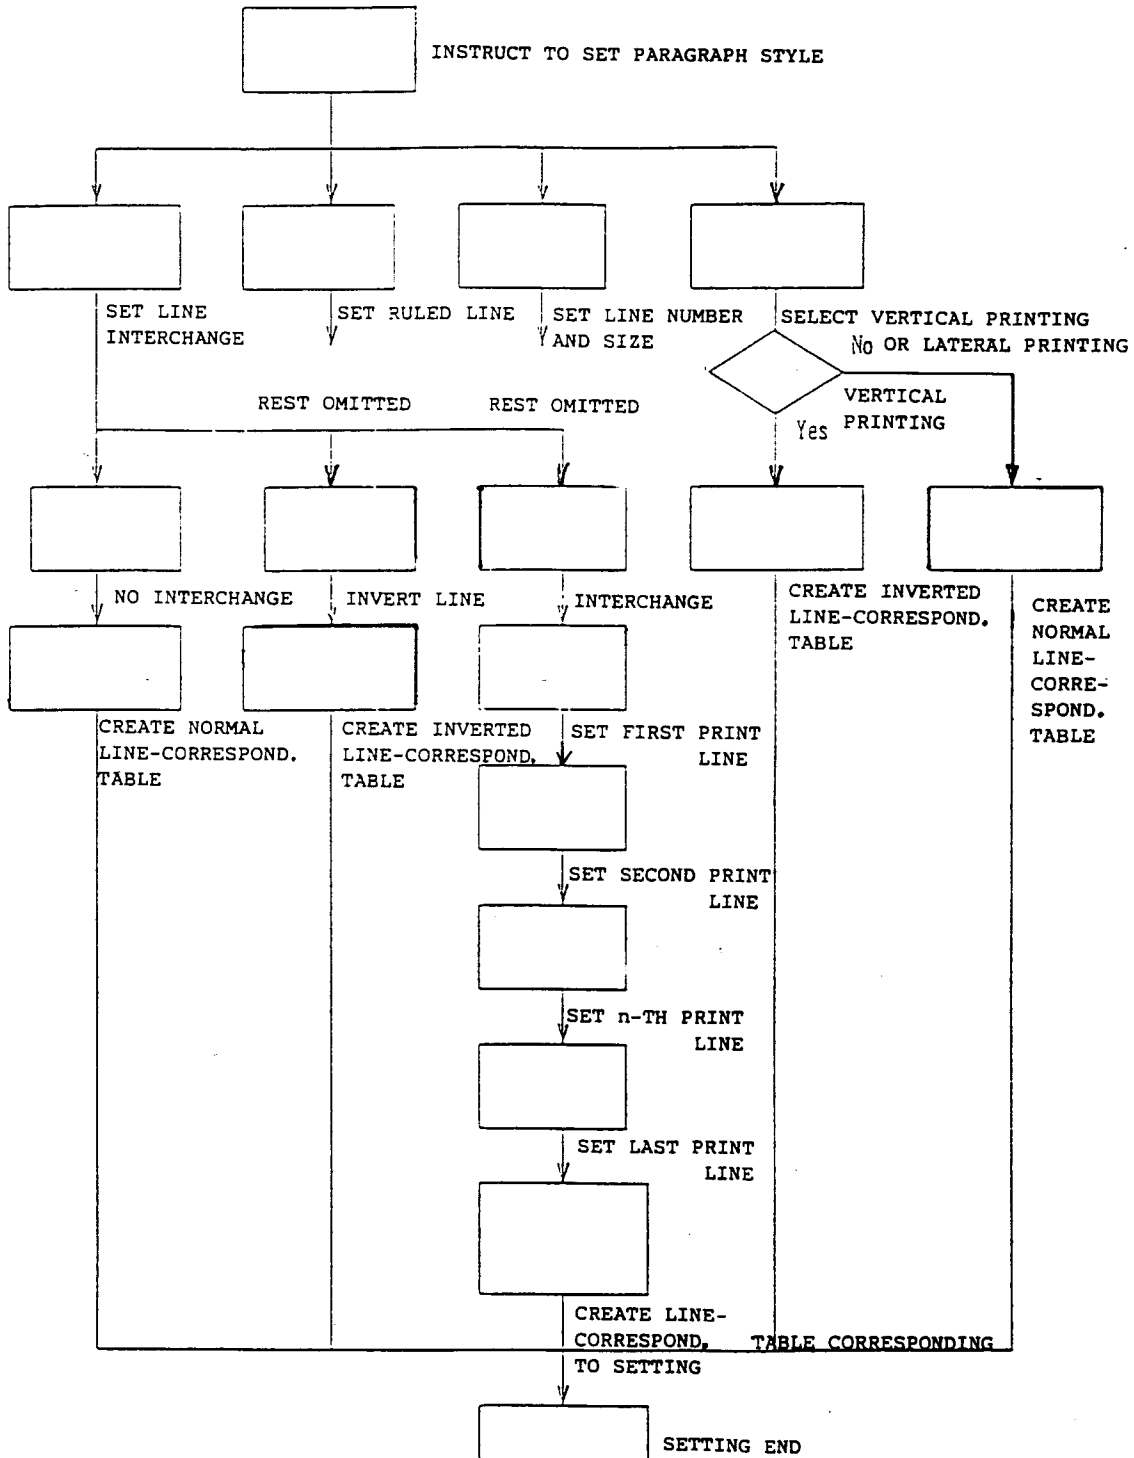 INSTRUCT TO SET PARAGRAPH STYLE
SET LINE
INTERCHANGE
SET RULED LINE
SET LINE NUMBER
AND SIZE
SELECT VERTICAL PRINTING
No OR LATERAL PRINTING
VERTICAL
PRINTING
Yes
REST OMITTED
REST OMITTED
NO INTERCHANGE
INVERT LINE
INTERCHANGE
CREATE INVERTED
LINE-CORRESPOND.
TABLE
CREATE
NORMAL
LINE-
CORRE-
SPOND.
TABLE
CREATE NORMAL
LINE-CORRESPOND.
TABLE
CREATE INVERTED
LINE-CORRESPOND.
TABLE
SET FIRST PRINT
LINE
SET SECOND PRINT
LINE
SET n-TH PRINT
LINE
SET LAST PRINT
LINE
CREATE LINE-
CORRESPOND, TABLE CORRESPONDING
TO SETTING
SETTING END